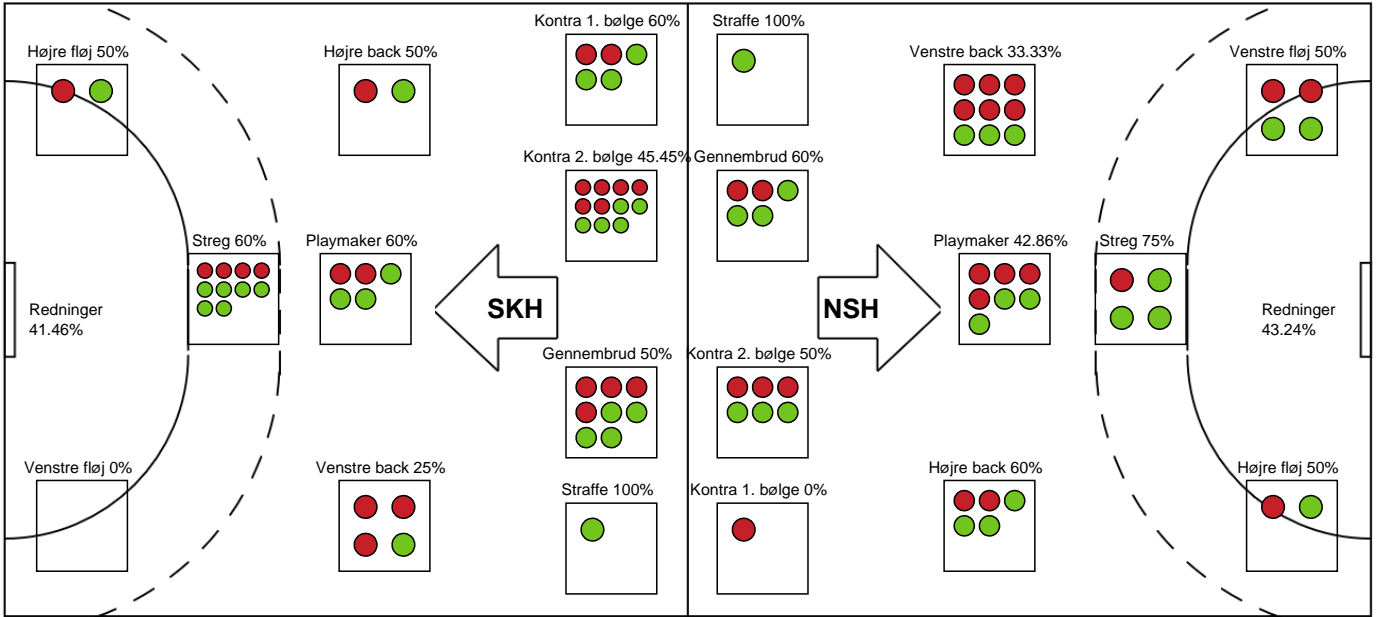 Kontra 1. bølge 60%
Straffe 100%
Højre fløj 50%
Højre back 50%
Venstre back 33.33%
Venstre fløj 50%
Kontra 2. bølge 45.45%
Gennembrud 60%
Streg 60%
Playmaker 60%
Playmaker 42.86%
Streg 75%
Redninger
41.46%
SKH
NSH
Redninger
43.24%
Gennembrud 50%
Kontra 2. bølge 50%
Venstre fløj 0%
Venstre back 25%
Højre back 60%
Højre fløj 50%
Straffe 100%
Kontra 1. bølge 0%